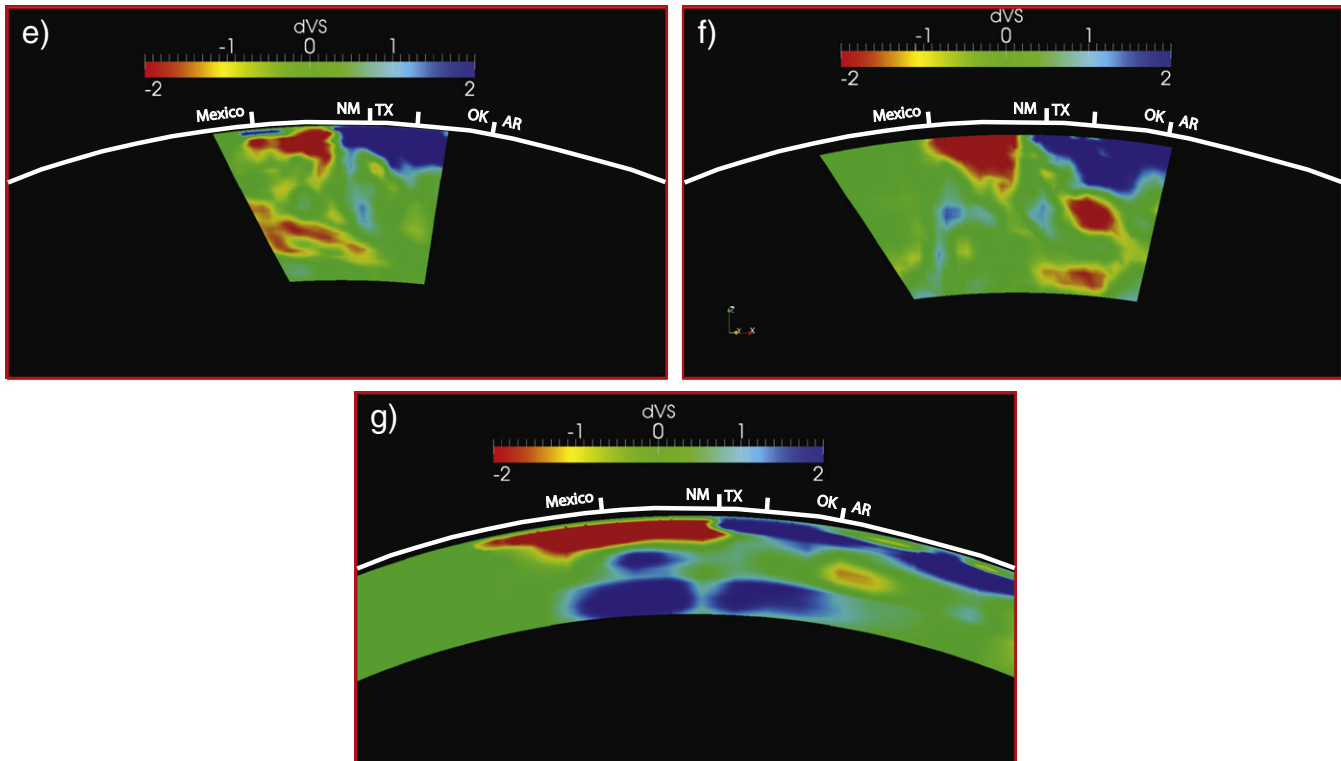 e)
dVS
-1 0 1
-2 2
Mexico NM TX OK AR
f)
dVS
-1 0 1
-2 2
Mexico NM TX OK AR
z
x
g)
dVS
-1 0 1
-2 2
Mexico NM TX OK AR